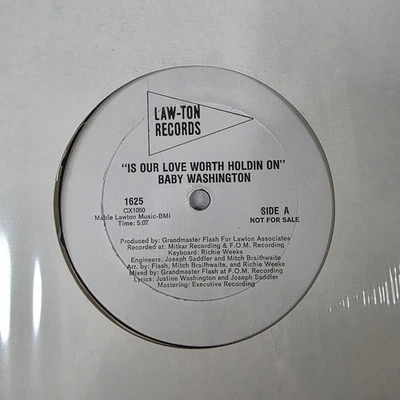 LAW-TON
RECORDS
"IS OUR LOVE WORTH HOLDIN ON"
BABY WASHINGTON
1625
CX1050
Mable Lawton Music-BMI
Time: 5:07
SIDE A
NOT FOR SALE
Produced by: Grandmaster Flash For Lawton Associates
Recorded at: Mitkar Recording & F.O.M. Recording
Keyboard: Richie Weeks
Engineers: Joseph Saddler and Mitch Braithwaite
Arr. by: Flash, Mitch Braithwaite, and Richie Weeks
Mixed by: Grandmaster Flash at F.O.M. Recording
Lyrics: Justine Washington and Joseph Saddler
Mastering: Executive Recording